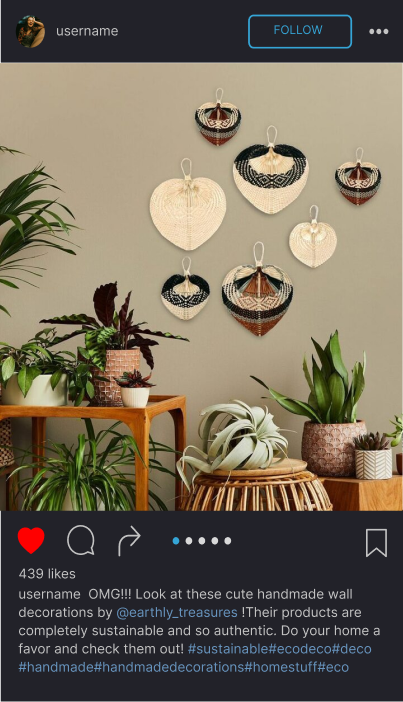 username
FOLLOW
439 likes
username OMG!!! Look at these cute handmade wall
decorations by @earthly_treasures !Their products are
completely sustainable and so authentic. Do your home a
favor and check them out! #sustainable#ecodeco#deco
#handmade#handmadedecorations#homestuff#eco